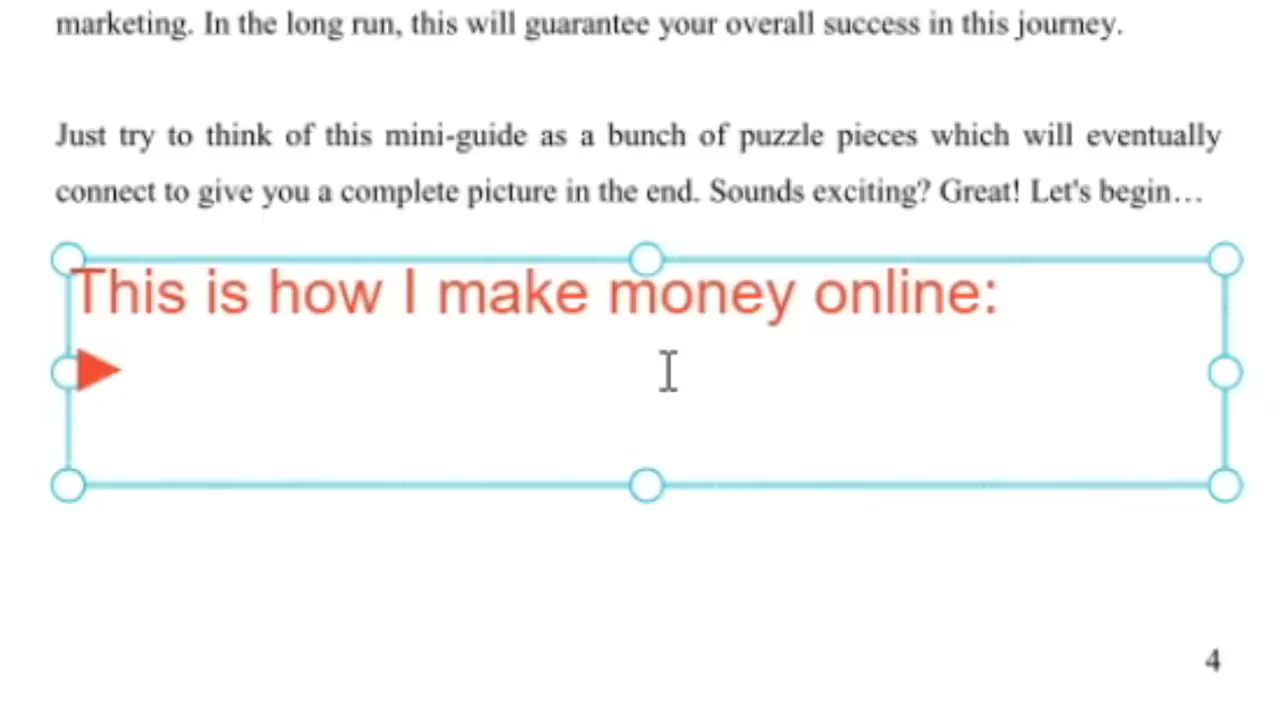 marketing. In the long run, this will guarantee your overall success in this journey.
Just try to think of this mini-guide as a bunch of puzzle pieces which will eventually
connect to give you a complete picture in the end. Sounds exciting? Great! Let's begin…
This is how I make money online:
4